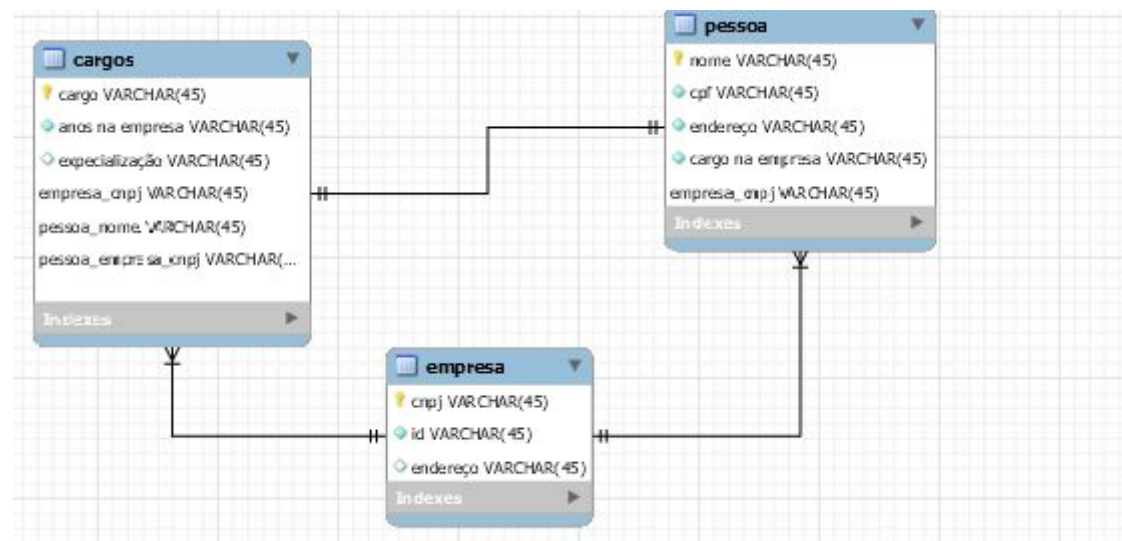 cargos
cargo VARCHAR(45)
anos na empresa VARCHAR(45)
expecialização VARCHAR(45)
empresa_cnpj VARCHAR(45)
pessoa_nome VARCHAR(45)
pessoa_empresa_cnpj VARCHAR(...
Indexes
pessoa
nome VARCHAR(45)
cpf VARCHAR(45)
endereço VARCHAR(45)
cargo na empresa VARCHAR(45)
empresa_cnpj VARCHAR(45)
Indexes
empresa
cnpj VARCHAR(45)
id VARCHAR(45)
endereço VARCHAR(45)
Indexes